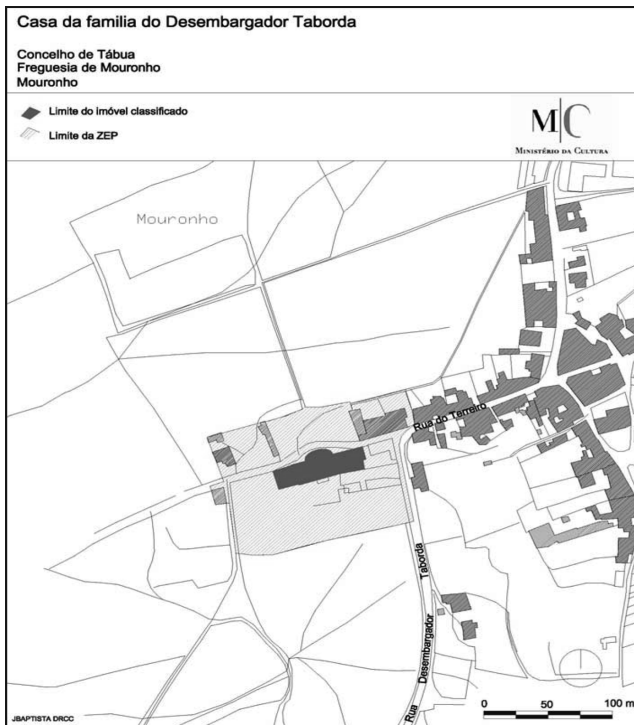 Casa da familia do Desembargador Taborda
Concelho de Tábua
Freguesia de Mouronho
Mouronho
Limite do imóvel classificado
Limite da ZEP
M|C
MINISTÉRIO DA CULTURA
Mouronho
Rua do Terreiro
Rua Desembargador Taborda
0 50 100 m
JBAPTISTA DRCC